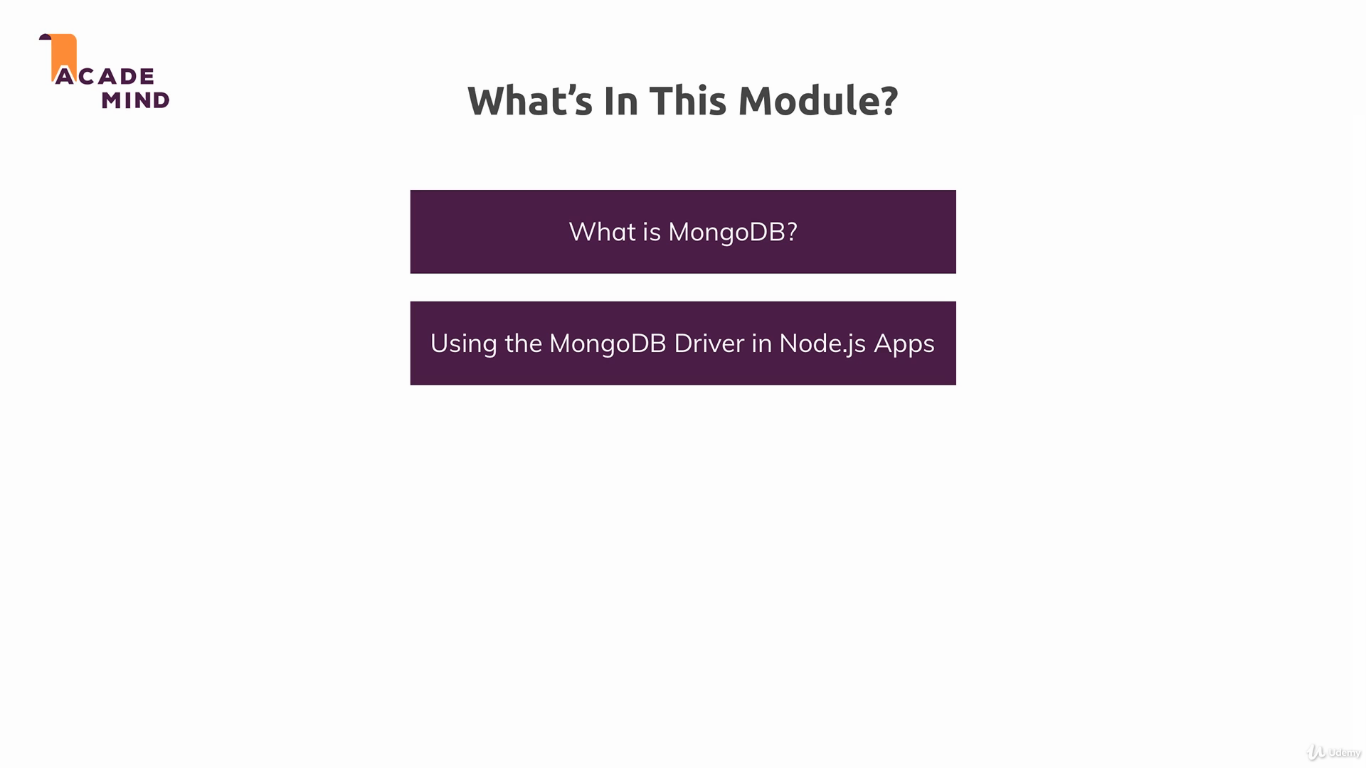 ACADE
MIND
What's In This Module?
What is MongoDB?
Using the MongoDB Driver in Node.js Apps
Udemy